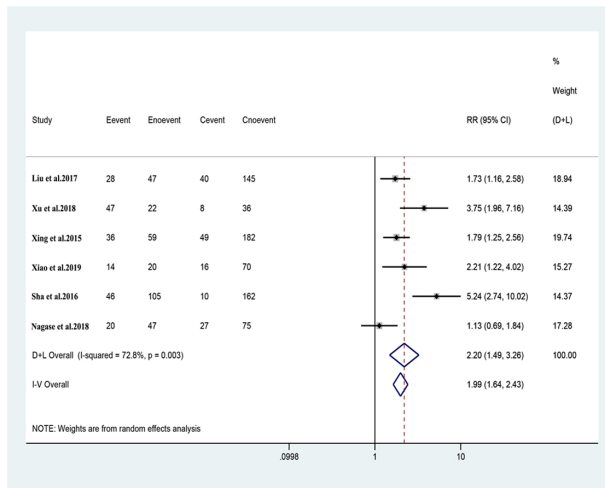 %
Weight
Study Eevent Enoevent Cevent Cnoevent RR (95% CI) (D+L)
Liu et al.2017 28 47 40 145 1.73 (1.16, 2.58) 18.94
Xu et al.2018 47 22 8 36 3.75 (1.96, 7.16) 14.39
Xing et al.2015 36 59 49 182 1.79 (1.25, 2.56) 19.74
Xiao et al.2019 14 20 16 70 2.21 (1.22, 4.02) 15.27
Sha et al.2016 46 105 10 162 5.24 (2.74, 10.02) 14.37
Nagase et al.2018 20 47 27 75 1.13 (0.69, 1.84) 17.28
D+L Overall (I-squared = 72.8%, p = 0.003) 2.20 (1.49, 3.26) 100.00
I-V Overall 1.99 (1.64, 2.43)
NOTE: Weights are from random effects analysis
.0998 1 10